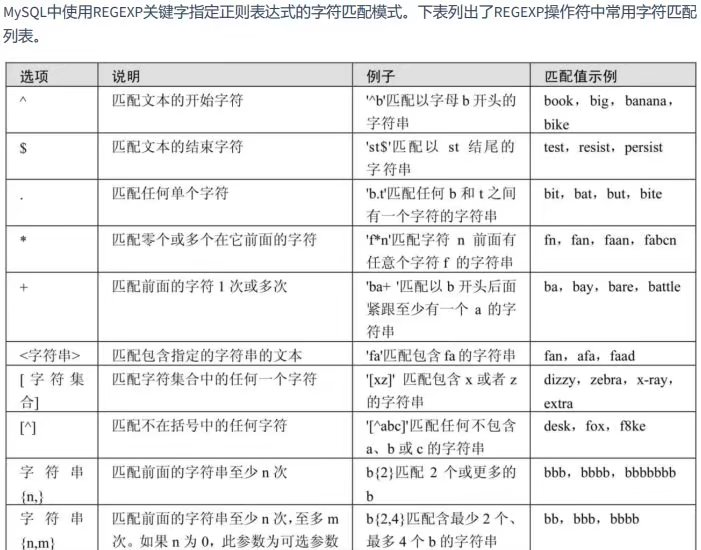 MySQL中使用REGEXP关键字指定正则表达式的字符匹配模式。下表列出了REGEXP操作符中常用字符匹配
列表。
选项 说明 例子 匹配值示例
^ 匹配文本的开始字符 '^b'匹配以字母 b 开头的 book，big，banana，
字符串 bike
$ 匹配文本的结束字符 'st$'匹配以 st 结尾的 test，resist，persist
字符串
. 匹配任何单个字符 'b.t'匹配任何 b 和 t 之间 bit，bat，but，bite
有一个字符的字符串
* 匹配零个或多个在它前面的字符 'f*n'匹配字符 n 前面有 fn，fan，faan，fabcn
任意个字符 f 的字符串
+ 匹配前面的字符 1 次或多次 'ba+ '匹配以 b 开头后面 ba，bay，bare，battle
紧跟至少有一个 a 的字
符串
<字符串> 匹配包含指定的字符串的文本 'fa'匹配包含 fa 的字符串 fan，afa，faad
[字符集 匹配字符集合中的任何一个字符 '[xz]' 匹配包含 x 或者 z dizzy，zebra，x-ray，
合] 的字符串 extra
[^] 匹配不在括号中的任何字符 '[^abc]'匹配任何不包含 desk，fox，f8ke
a、b 或 c 的字符串
字符串 匹配前面的字符串至少 n 次 b{2}匹配 2 个或更多的 bbb，bbbb，bbbbbbb
{n,} b
字符串 匹配前面的字符串至少 n 次，至多 m b{2,4}匹配含最少 2 个、 bb，bbb，bbbb
{n,m} 次。如果 n 为 0，此参数为可选参数 最多 4 个 b 的字符串